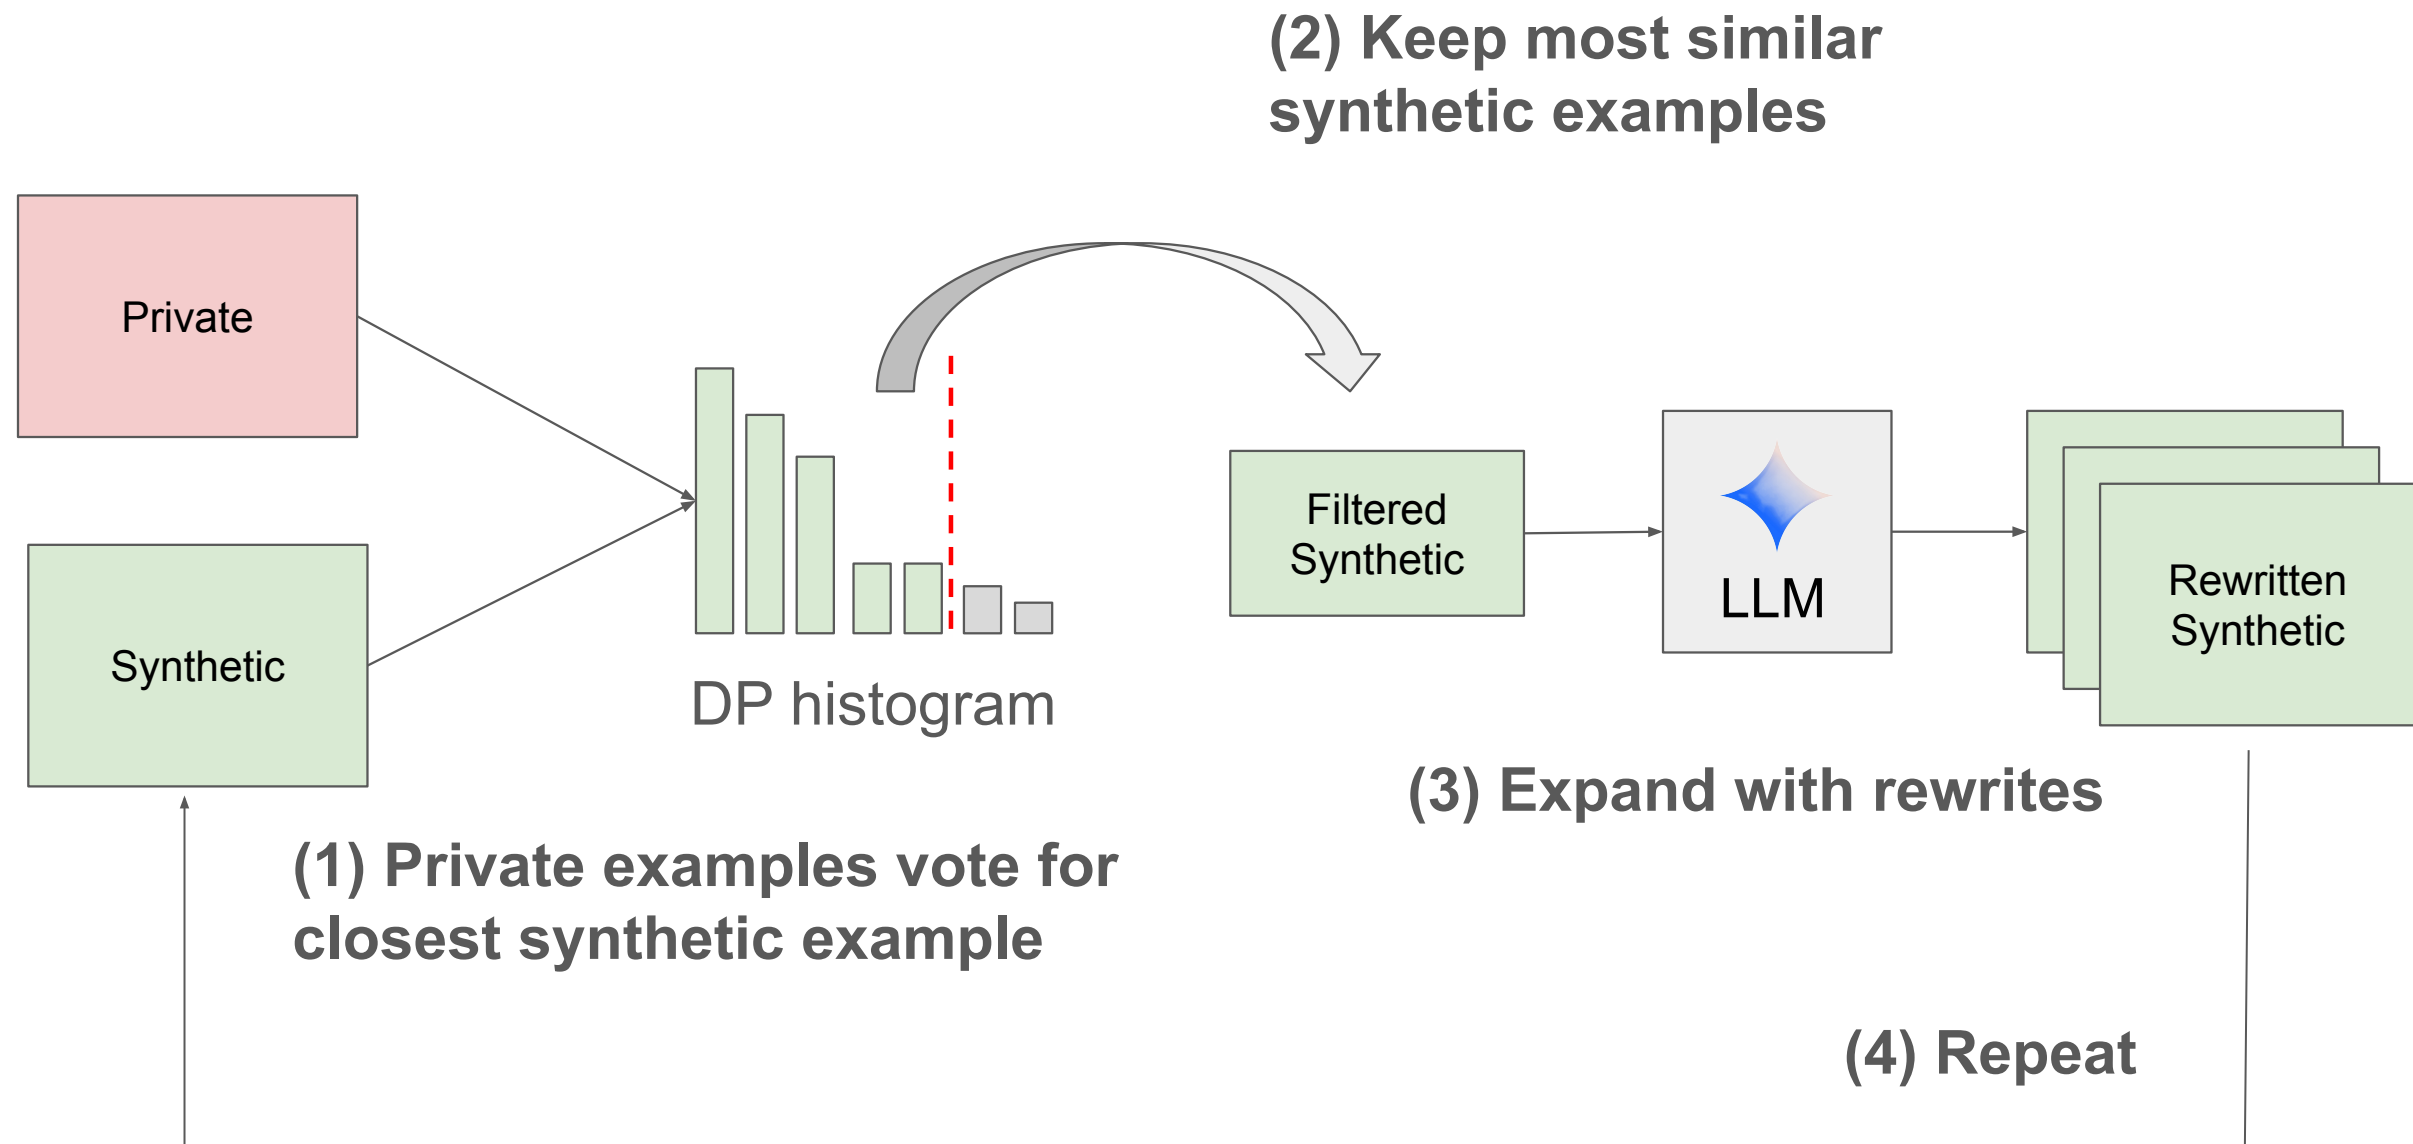 (2) Keep most similar
synthetic examples
Private
Synthetic
DP histogram
(1) Private examples vote for
closest synthetic example
Filtered
Synthetic
LLM
Rewritten
Synthetic
(3) Expand with rewrites
(4) Repeat